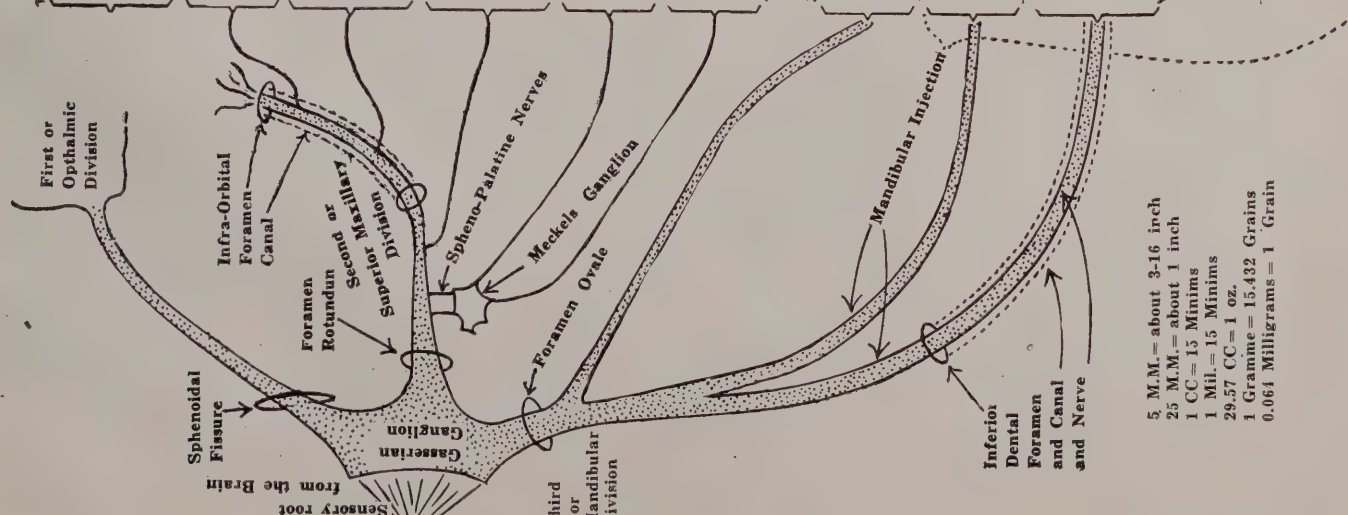 First or
Opthalmic
Division
Infra-Orbital
Foramen
Canal
Foramen
Rotundun
Second or
Superior Maxillary
Division
Spheno-Palatine Nerves
Meckels Ganglion
Foramen Ovale
Mandibular Injection
Sphenoidal
Fissure
Gasserian
Ganglion
Sensory root
from the Brain
hird
or
andibular
ivision
Inferior
Dental
Foramen
and Canal
and Nerve
5 M.M.= about 3-16 inch
25 M.M.= about 1 inch
1 CC = 15 Minims
1 Mil. = 15 Minims
29.57 CC = 1 oz.
1 Gramme = 15.432 Grains
0.064 Milligrams = 1 Grain